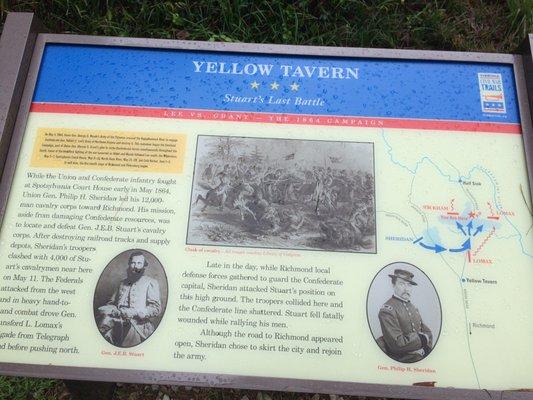 YELLOW TAVERN
Stuart's Last Battle
CIVIL WAR
TRAILS
LEE VS. GRANT — THE 1864 CAMPAIGN
While the Union and Confederate infantry fought
at Spotsylvania Court House early in May 1864,
Union Gen. Philip H. Sheridan led his 12,000-
man cavalry corps toward Richmond. His mission,
aside from damaging Confederate resources, was
to locate and defeat Gen. J.E.B. Stuart's cavalry
corps. After destroying railroad tracks and supply
depots, Sheridan's troopers
clashed with 4,000 of Stu-
art's cavalrymen near here
on May 11. The Federals
attacked from the west
and in heavy hand-to-
and combat drove Gen.
unsford L. Lomax's
igade from Telegraph
ad before pushing north.
Gen. J.E.B. Stuart
Late in the day, while Richmond local
defense forces gathered to guard the Confederate
capital, Sheridan attacked Stuart's position on
this high ground. The troopers collided here and
the Confederate line shattered. Stuart fell fatally
wounded while rallying his men.
Although the road to Richmond appeared
open, Sheridan chose to skirt the city and rejoin
the army.
Gen. Philip H. Sheridan
Half Sink
WICKHAM
LOMAX
You Are Here
SHERIDAN
LOMAX
Yellow Tavern
Richmond